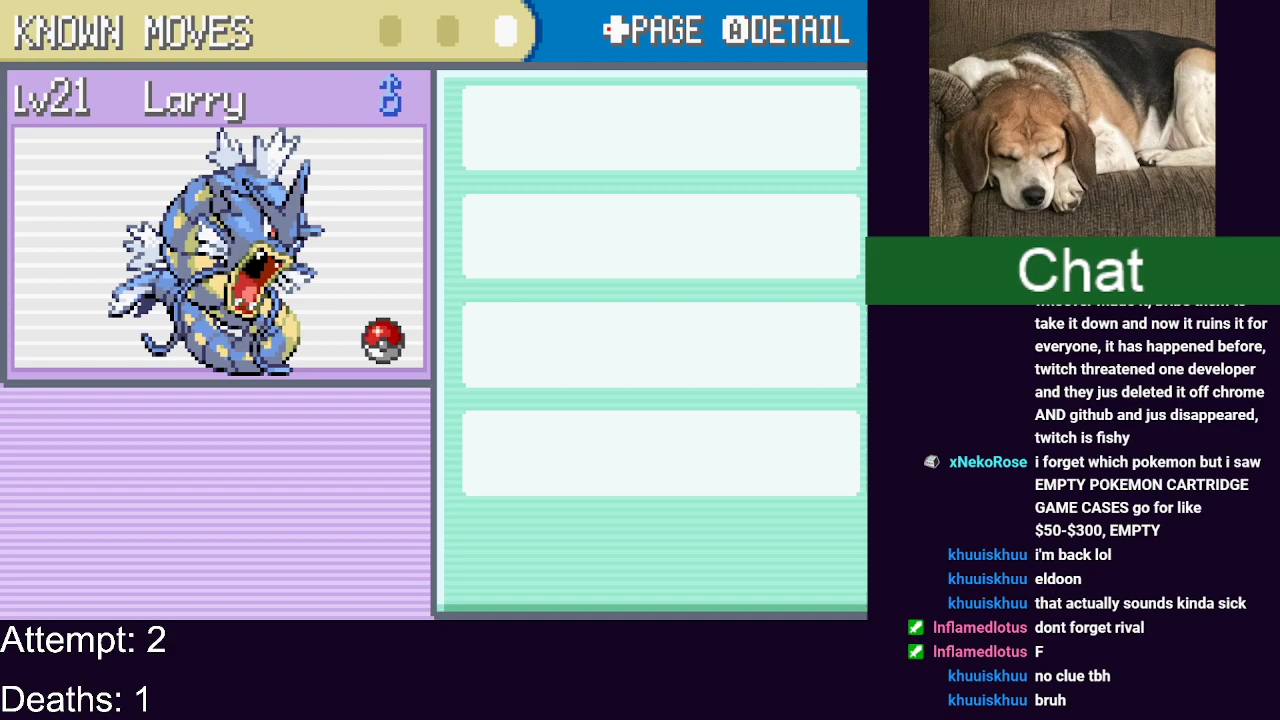 KNOWN MOVES
PAGE
DETAIL
Lv21 Larry ♂
Attempt: 2
Deaths: 1
Chat
take it down and now it ruins it for
everyone, it has happened before,
twitch threatened one developer
and they jus deleted it off chrome
AND github and jus disappeared,
twitch is fishy
xNekoRose i forget which pokemon but i saw
EMPTY POKEMON CARTRIDGE
GAME CASES go for like
$50-$300, EMPTY
khuuiskhuu i'm back lol
khuuiskhuu eldoon
khuuiskhuu that actually sounds kinda sick
Inflamedlotus dont forget rival
Inflamedlotus F
khuuiskhuu no clue tbh
khuuiskhuu bruh